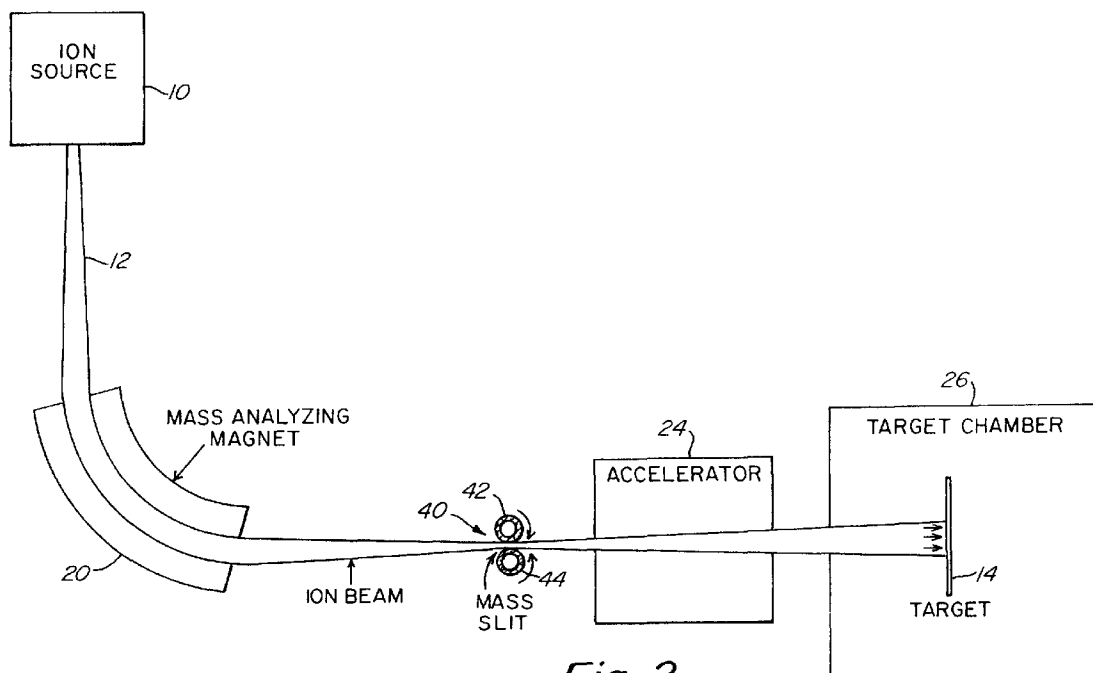 ION
SOURCE
10
12
MASS ANALYZING
MAGNET
20
ION BEAM
40
42
44
MASS
SLIT
24
ACCELERATOR
26
TARGET CHAMBER
14
TARGET